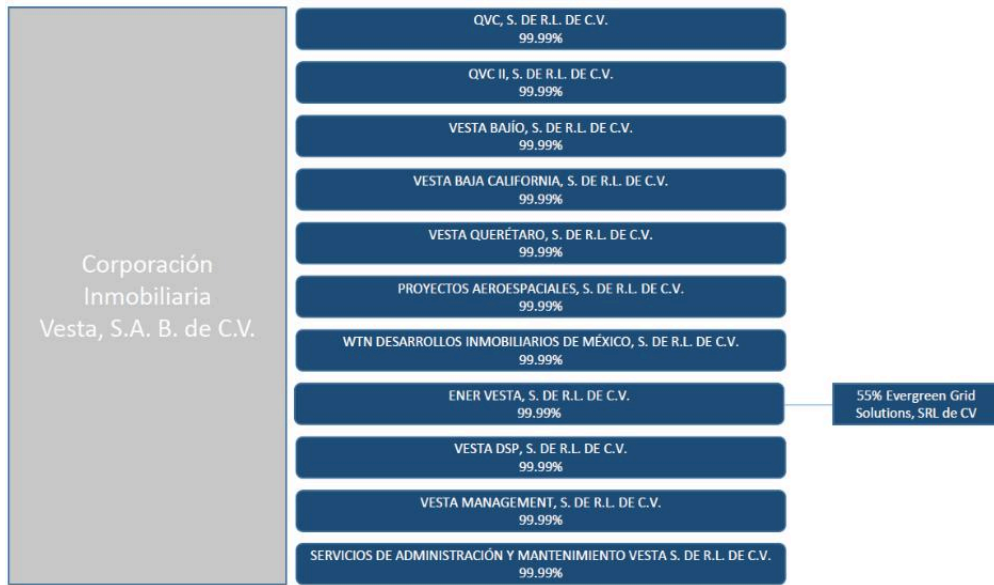 Corporación
Inmobiliaria
Vesta, S.A. B. de C.V.
QVC, S. DE R.L. DE C.V.
99.99%
QVC II, S. DE R.L. DE C.V.
99.99%
VESTA BAJÍO, S. DE R.L. DE C.V.
99.99%
VESTA BAJA CALIFORNIA, S. DE R.L. DE C.V.
99.99%
VESTA QUERÉTARO, S. DE R.L. DE C.V.
99.99%
PROYECTOS AEROESPACIALES, S. DE R.L. DE C.V.
99.99%
WTN DESARROLLOS INMOBILIARIOS DE MÉXICO, S. DE R.L. DE C.V.
99.99%
ENER VESTA, S. DE R.L. DE C.V.
99.99%
55% Evergreen Grid
Solutions, SRL de CV
VESTA DSP, S. DE R.L. DE C.V.
99.99%
VESTA MANAGEMENT, S. DE R.L. DE C.V.
99.99%
SERVICIOS DE ADMINISTRACIÓN Y MANTENIMIENTO VESTA S. DE R.L. DE C.V.
99.99%